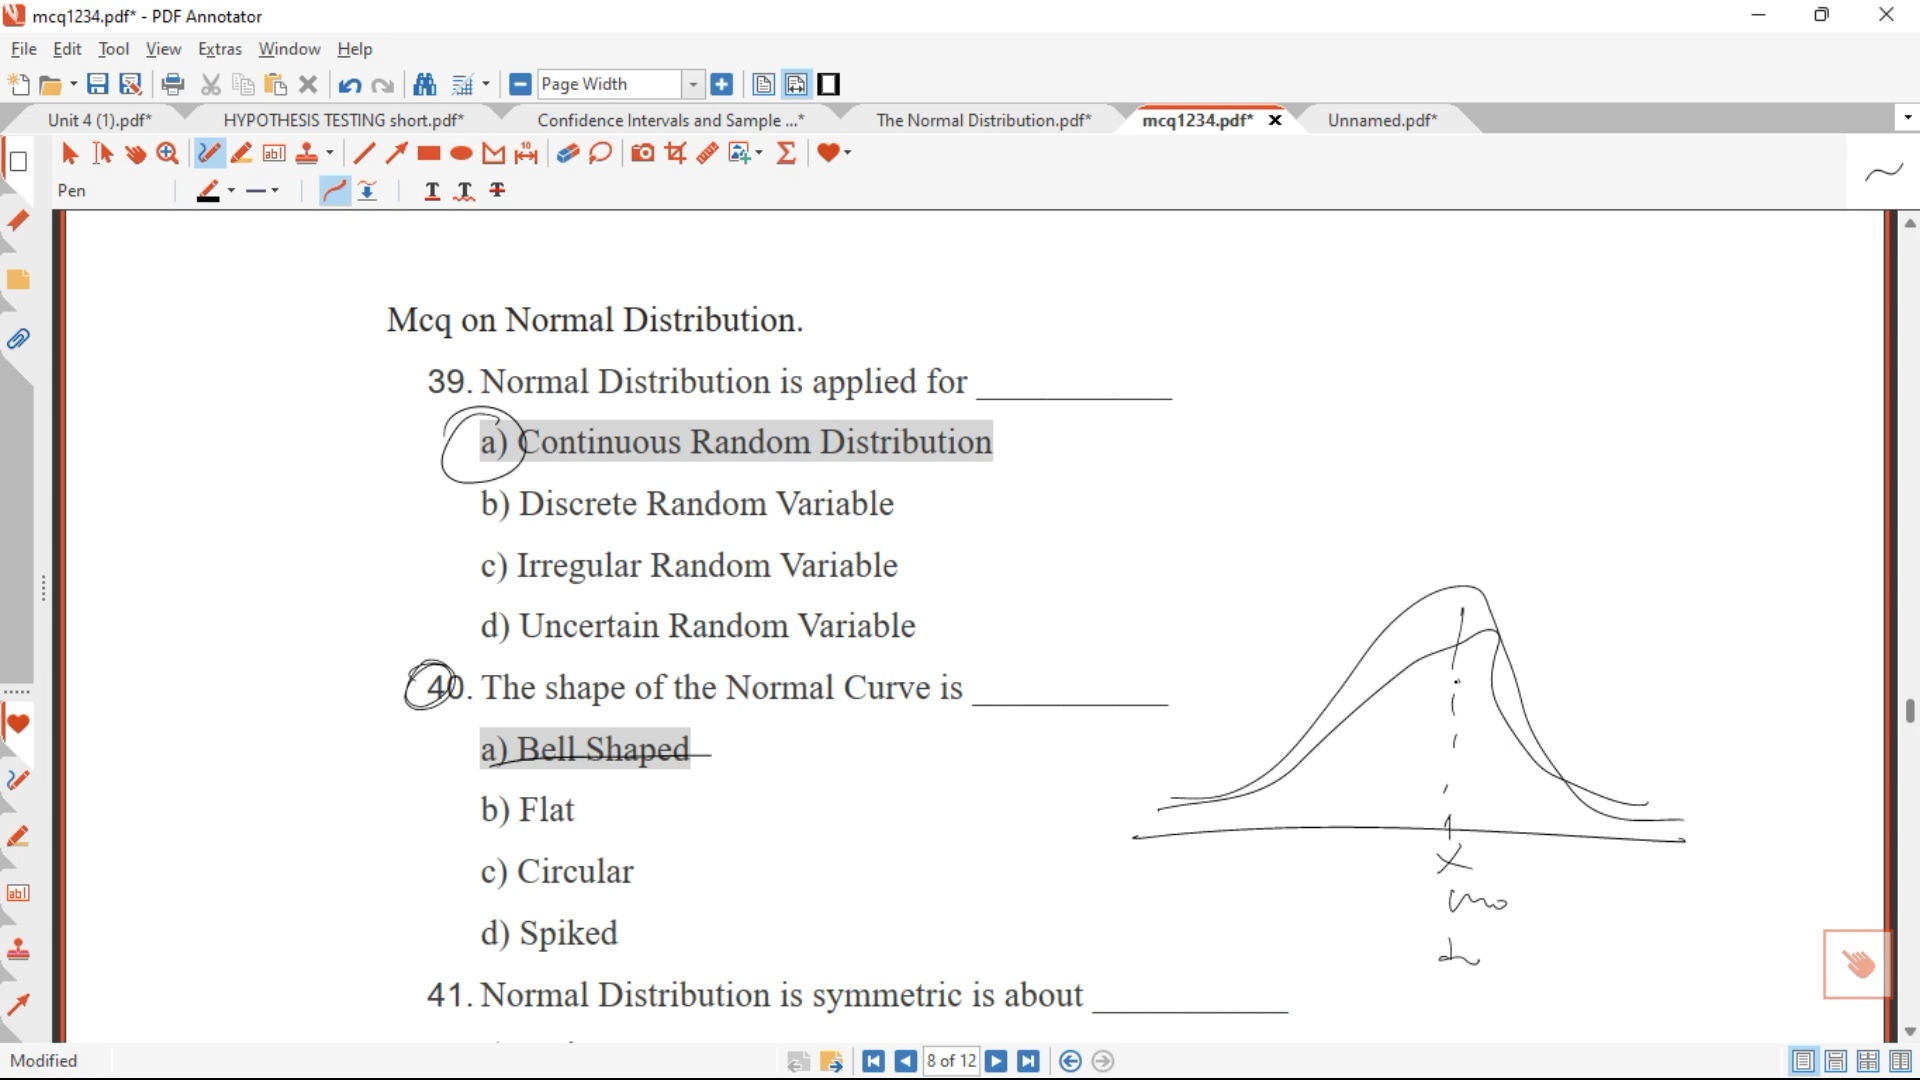 mcq1234.pdf* - PDF Annotator
File Edit Tool View Extras Window Help
Page Width
Unit 4 (1).pdf* HYPOTHESIS TESTING short.pdf* Confidence Intervals and Sample ...* The Normal Distribution.pdf* mcq1234.pdf* Unnamed.pdf*
Pen
Mcq on Normal Distribution.
39. Normal Distribution is applied for ____________
a) Continuous Random Distribution
b) Discrete Random Variable
c) Irregular Random Variable
d) Uncertain Random Variable
40. The shape of the Normal Curve is ____________
a) Bell Shaped
b) Flat
c) Circular
d) Spiked
41. Normal Distribution is symmetric is about ____________
Modified 8 of 12